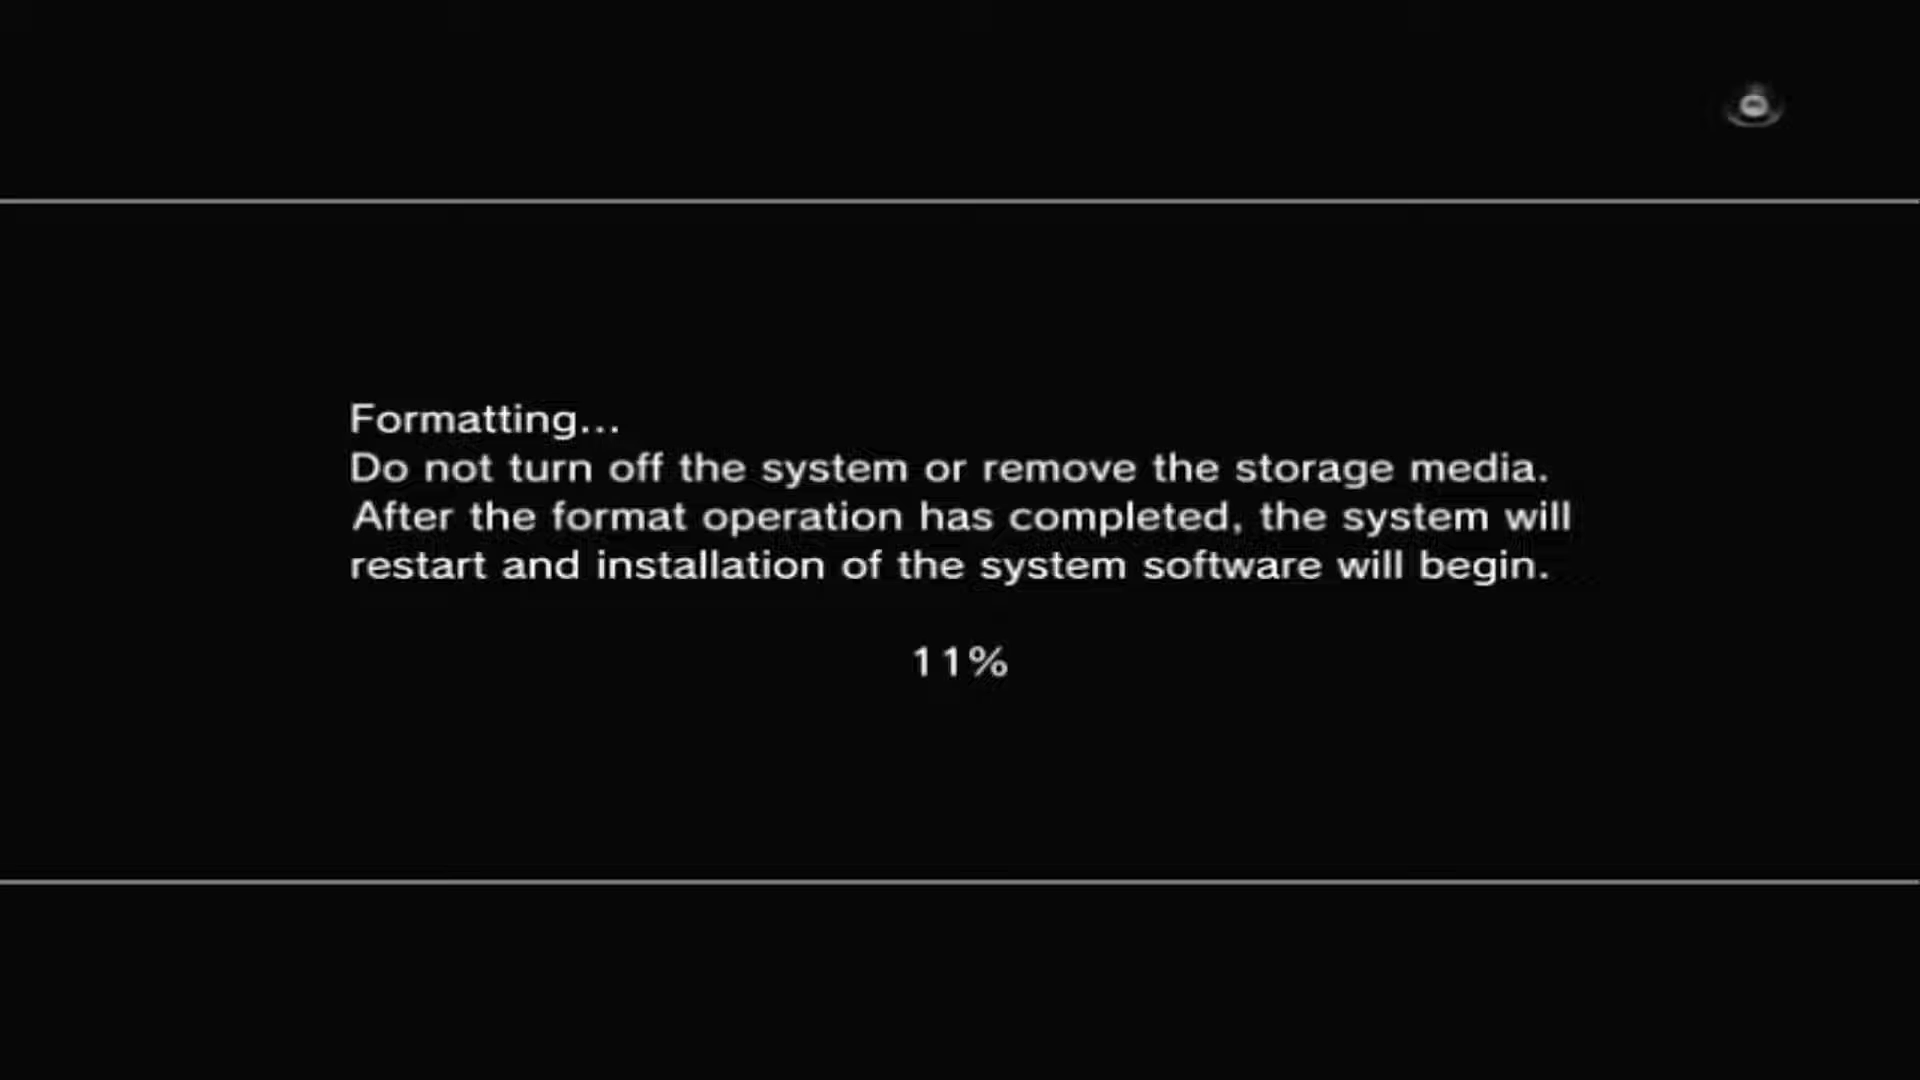 Formatting...
Do not turn off the system or remove the storage media.
After the format operation has completed, the system will
restart and installation of the system software will begin.
11%